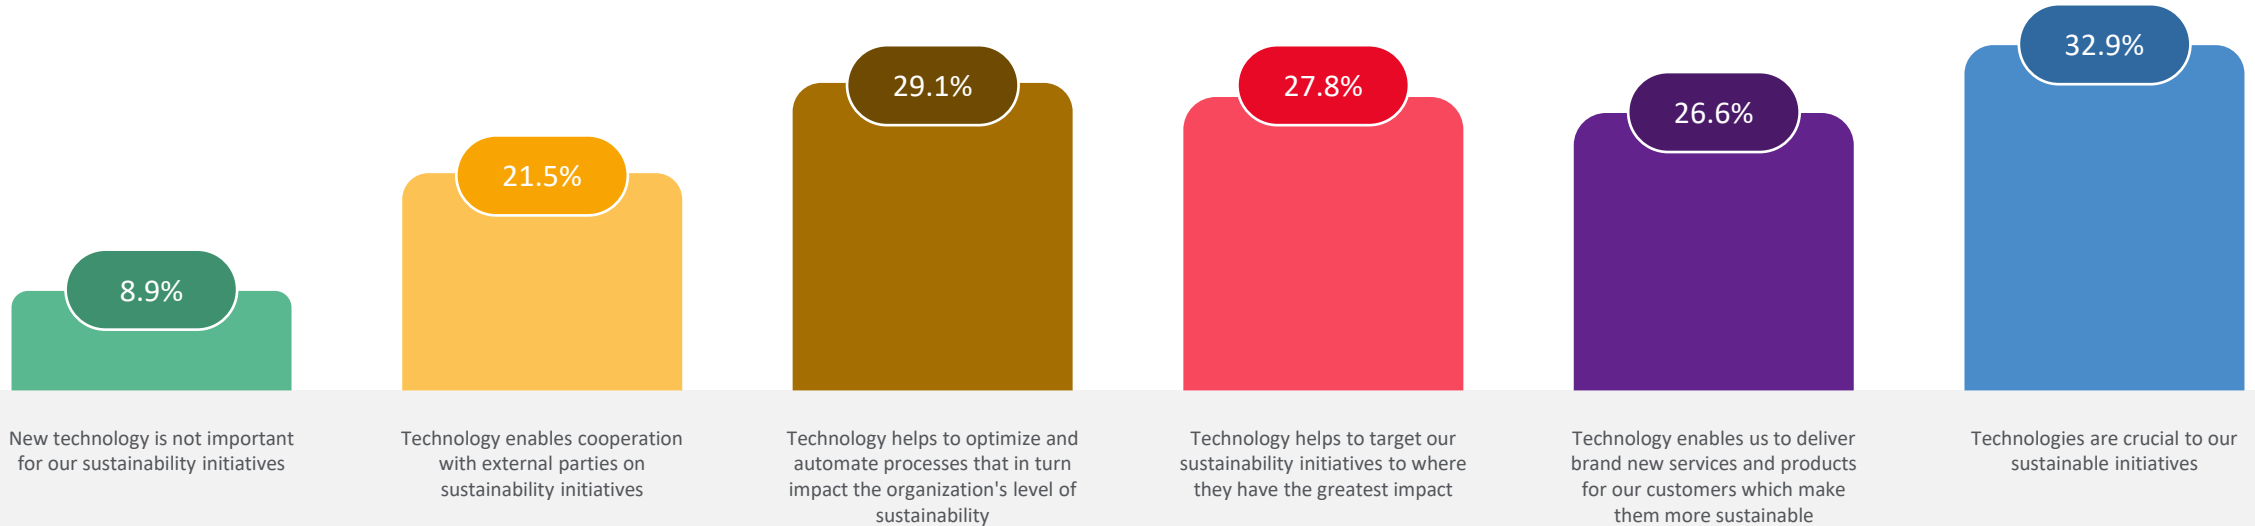 8.9%
21.5%
29.1%
27.8%
26.6%
32.9%
New technology is not important
for our sustainability initiatives
Technology enables cooperation
with external parties on
sustainability initiatives
Technology helps to optimize and
automate processes that in turn
impact the organization's level of
sustainability
Technology helps to target our
sustainability initiatives to where
they have the greatest impact
Technology enables us to deliver
brand new services and products
for our customers which make
them more sustainable
Technologies are crucial to our
sustainable initiatives